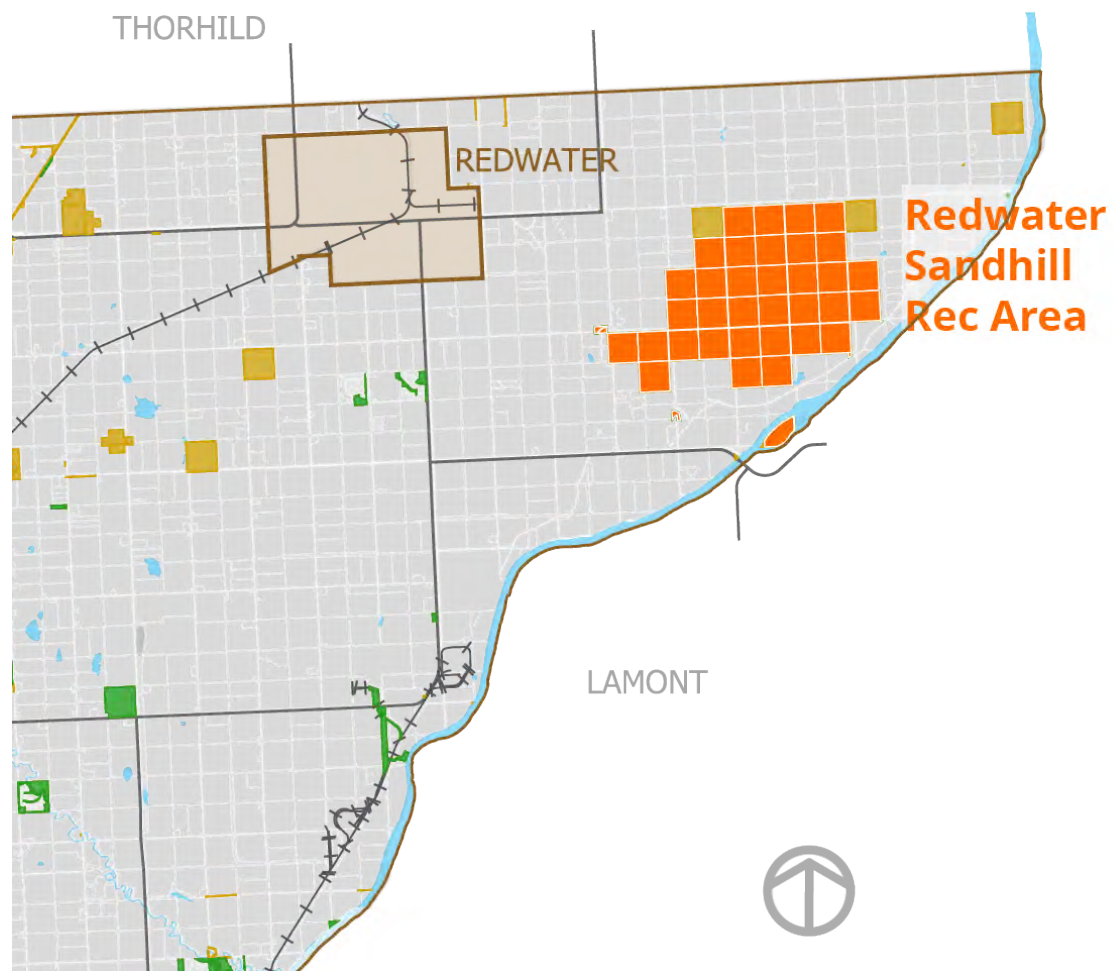 THORHILD
REDWATER
Redwater
Sandhill
Rec Area
LAMONT